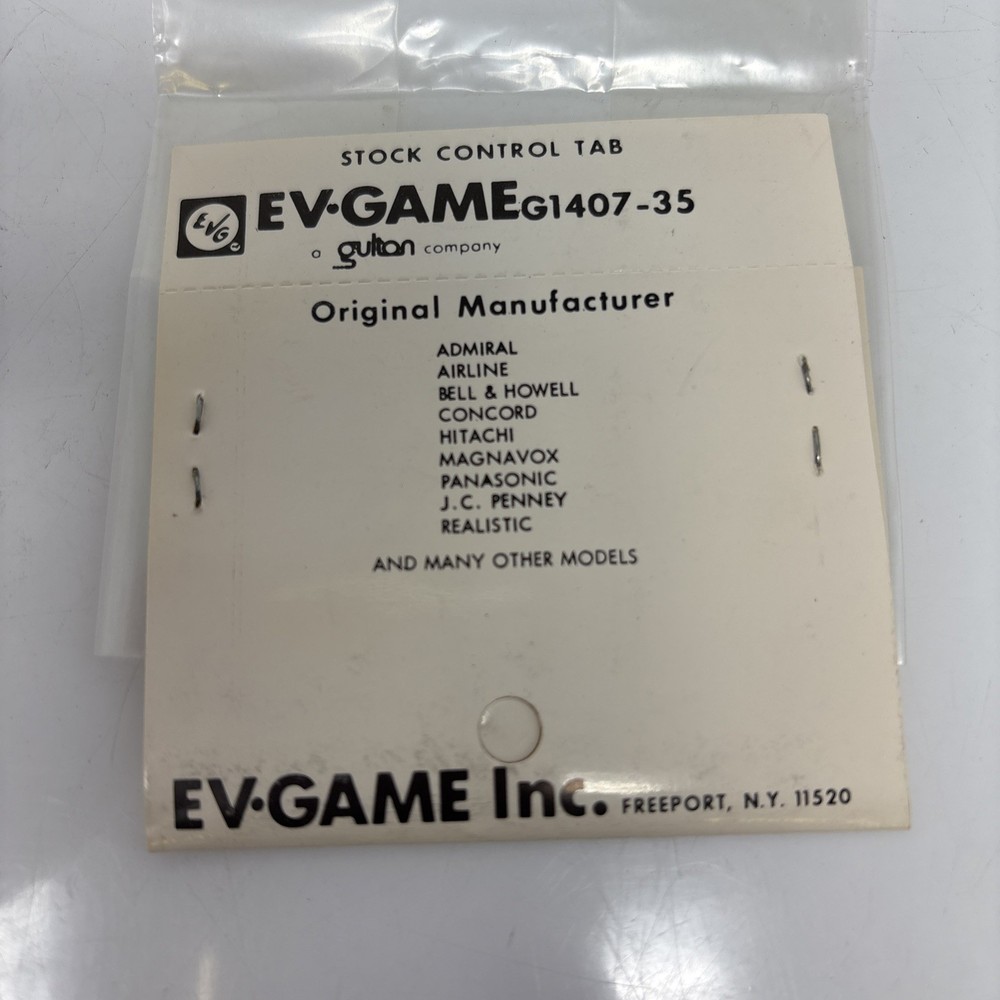 STOCK CONTROL TAB
EVG EV•GAME G1407-35
a gulton company
Original Manufacturer
ADMIRAL
AIRLINE
BELL & HOWELL
CONCORD
HITACHI
MAGNAVOX
PANASONIC
J.C. PENNEY
REALISTIC
AND MANY OTHER MODELS
EV•GAME Inc. FREEPORT, N.Y. 11520